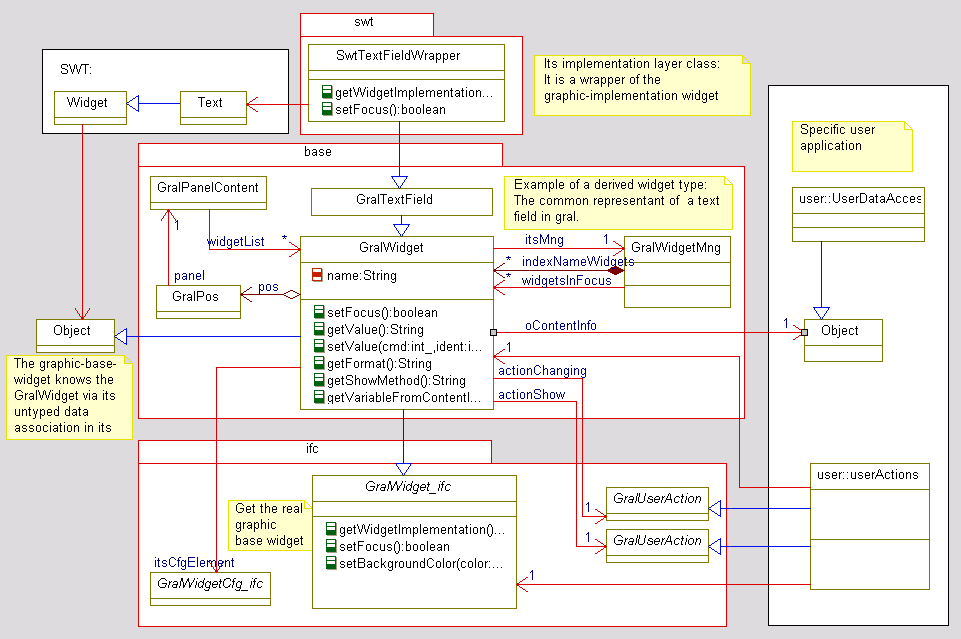 swt
SwtTextFieldWrapper
getWidgetImplementation...
setFocus():boolean
SWT:
Widget
Text
Its implementation layer class:
It is a wrapper of the
graphic-implementation widget
Specific user
application
user::UserDataAcces
Object
base
GralPanelContent
GralTextField
Example of a derived widget type:
The common representant of a text
field in gral.
1
widgetList
*
panel
GralPos
pos
GralWidget
name:String
setFocus():boolean
getValue():String
setValue(cmd:int_,ident:i...
getFormat():String
getShowMethod():String
getVariableFromContentI...
itsMng
1
GralWidgetMng
*
indexNameWidgets
*
widgetsInFocus
oContentInfo
1
1
actionChanging
actionShow
Object
The graphic-base-
widget knows the
GralWidget via its
untyped data
association in its
ifc
GralWidget_ifc
getWidgetImplementation()...
setFocus():boolean
setBackgroundColor(color:...
Get the real
graphic
base widget
itsCfgElement
GralWidgetCfg_ifc
1
GralUserAction
1
GralUserAction
1
user::userActions